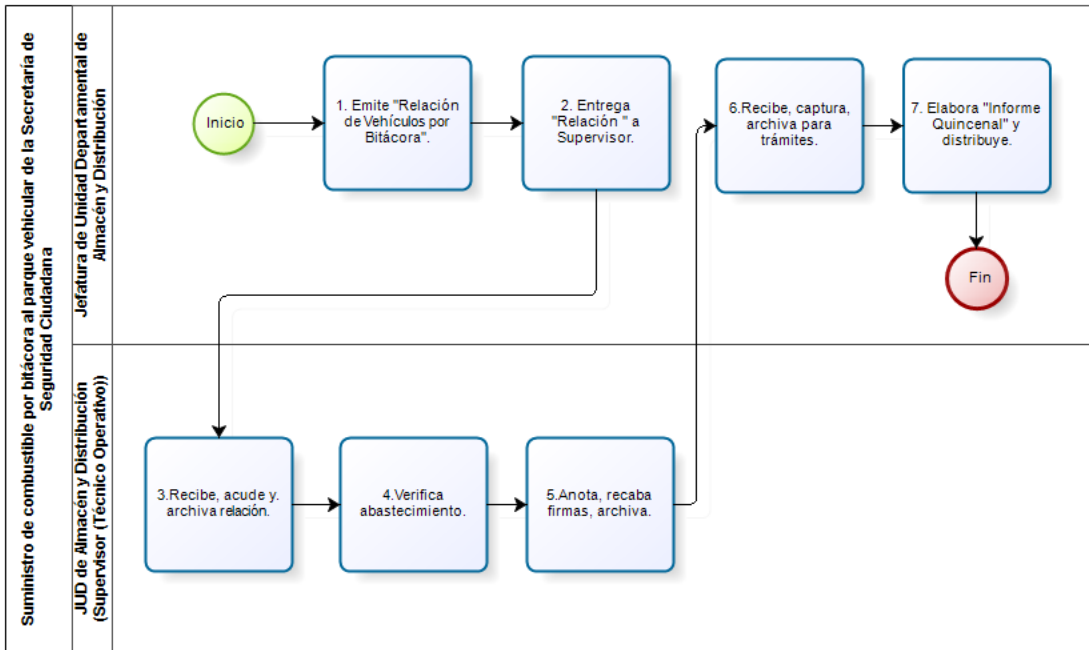 Suministro de combustible por bitácora al parque vehicular de la Secretaría de
Seguridad Ciudadana
Jefatura de Unidad Departamental de
Almacén y Distribución
Inicio
1. Emite "Relación
de Vehículos por
Bitácora".
2. Entrega
"Relación " a
Supervisor.
6.Recibe, captura,
archiva para
trámites.
7. Elabora "Informe
Quincenal" y
distribuye.
Fin
JUD de Almacén y Distribución
(Supervisor (Técnico Operativo))
3.Recibe, acude y.
archiva relación.
4.Verifica
abastecimiento.
5.Anota, recaba
firmas, archiva.